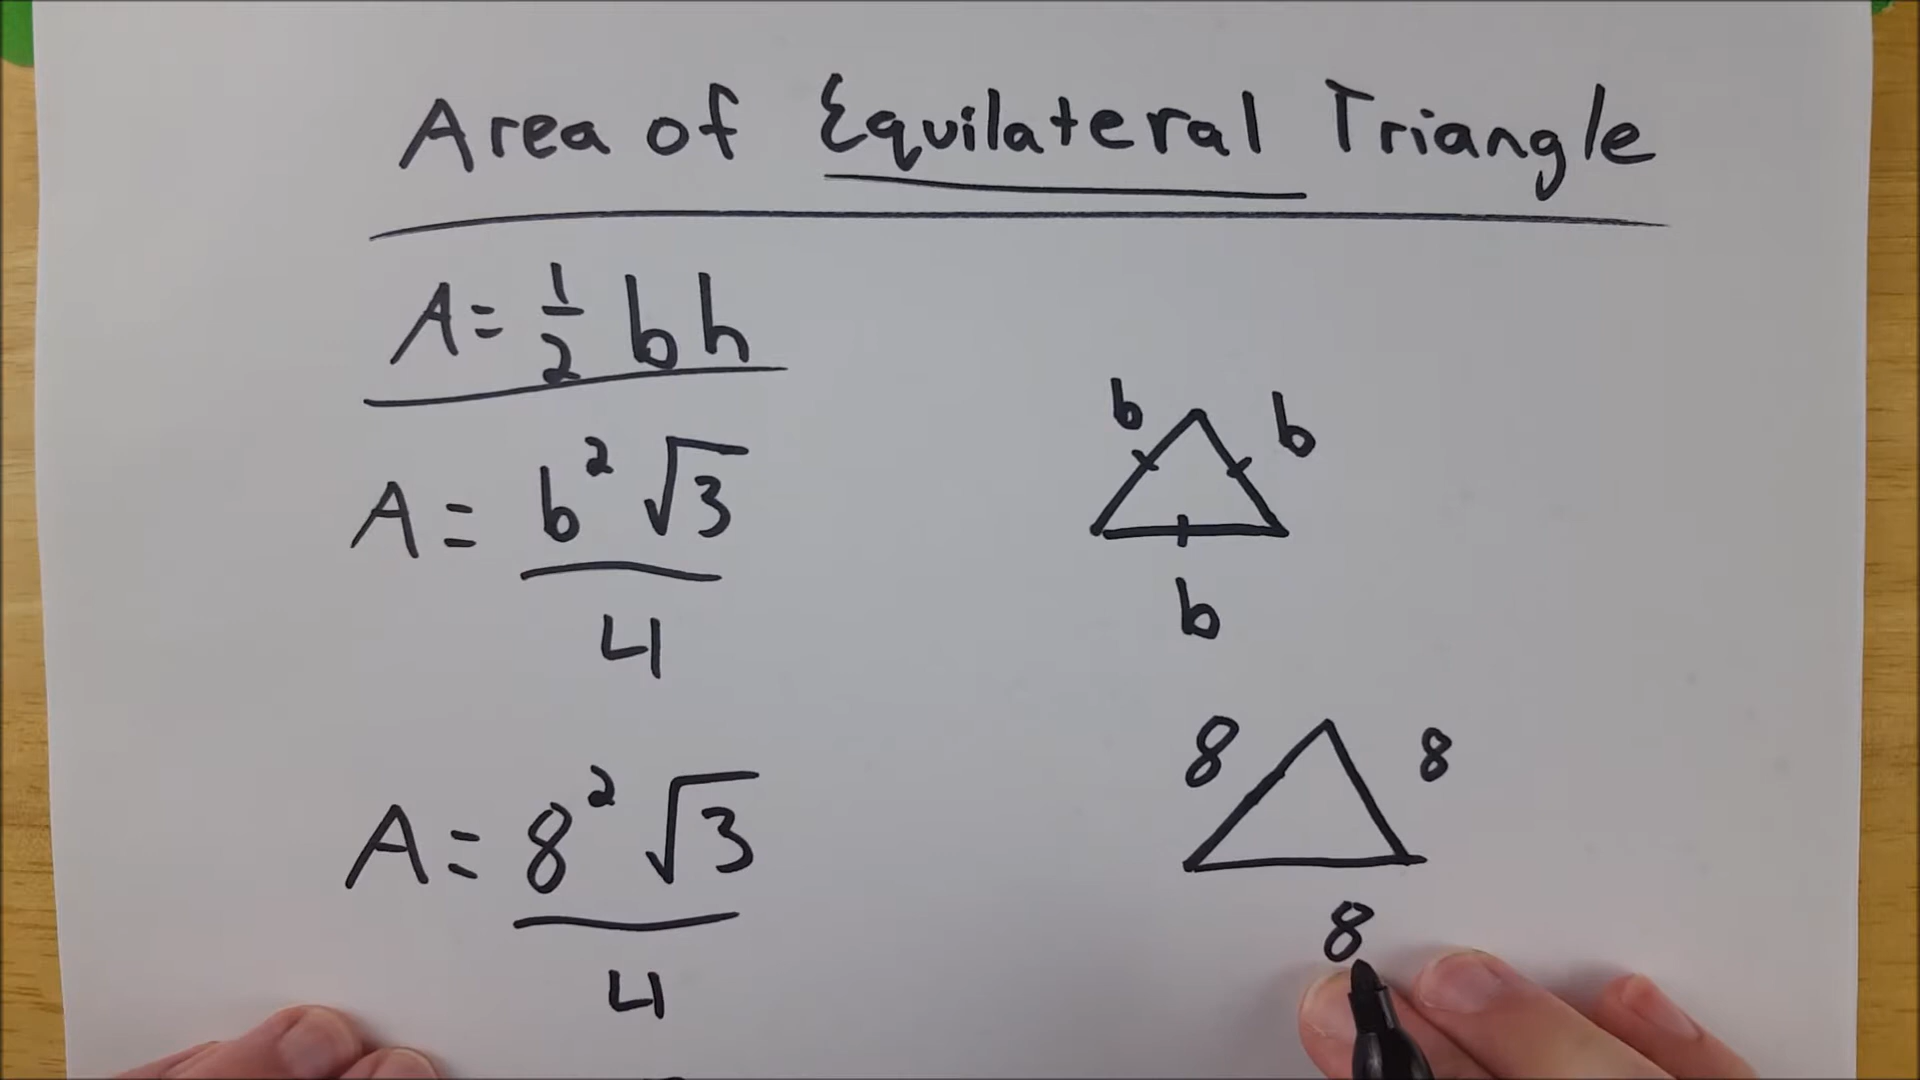 Area of Equilateral Triangle
A = 1/2 bh
b b
A = b² √3 / 4
b
8 8
A = 8² √3 / 4
8